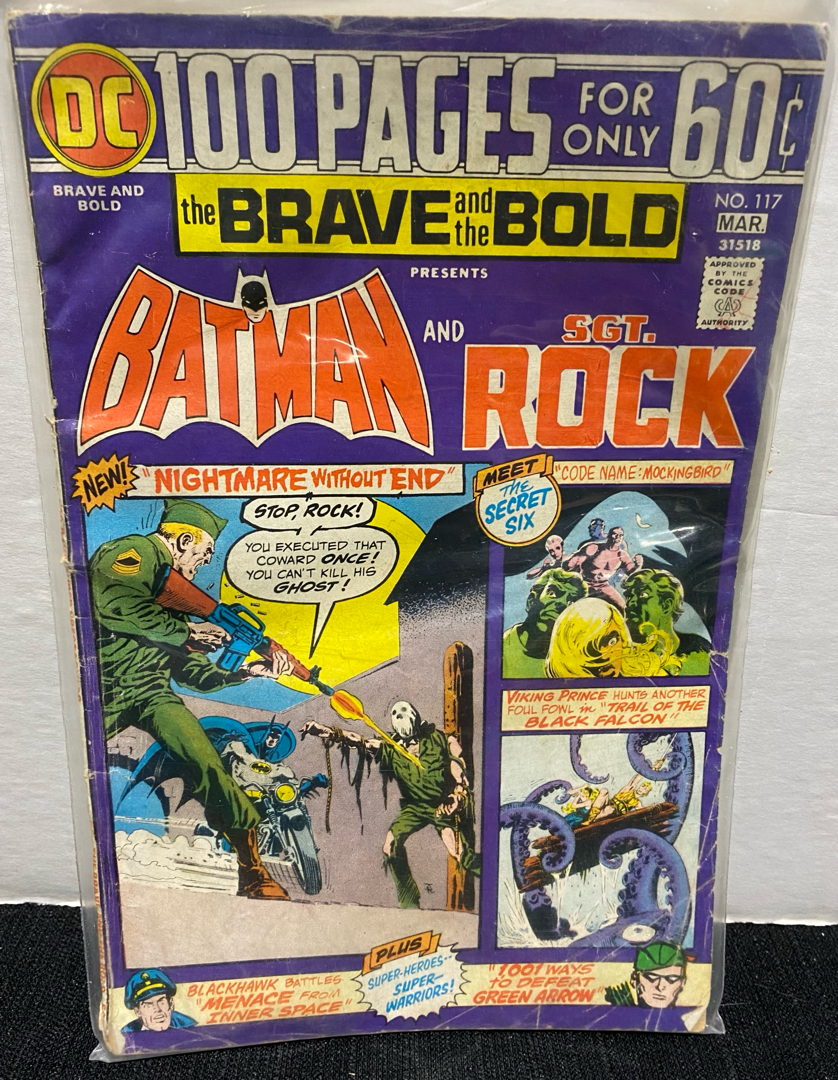 DC
100 PAGES FOR ONLY 60¢
BRAVE AND
BOLD
the BRAVE and the BOLD
NO. 117
MAR.
31518
APPROVED
BY THE
COMICS
CODE
CA
AUTHORITY
PRESENTS
BATMAN
AND
SGT.
ROCK
NEW!
"NIGHTMARE WITHOUT END"
MEET
the
SECRET
SIX
"CODE NAME: MOCKINGBIRD"
STOP, ROCK!
YOU EXECUTED THAT
COWARD ONCE!
YOU CAN'T KILL HIS
GHOST!
VIKING PRINCE HUNTS ANOTHER
FOUL FOWL in "TRAIL OF THE
BLACK FALCON"
BLACKHAWK BATTLES
"MENACE FROM
INNER SPACE"
PLUS
SUPER-HEROES--
SUPER-
WARRIORS!
"1,001 WAYS
TO DEFEAT
GREEN ARROW"